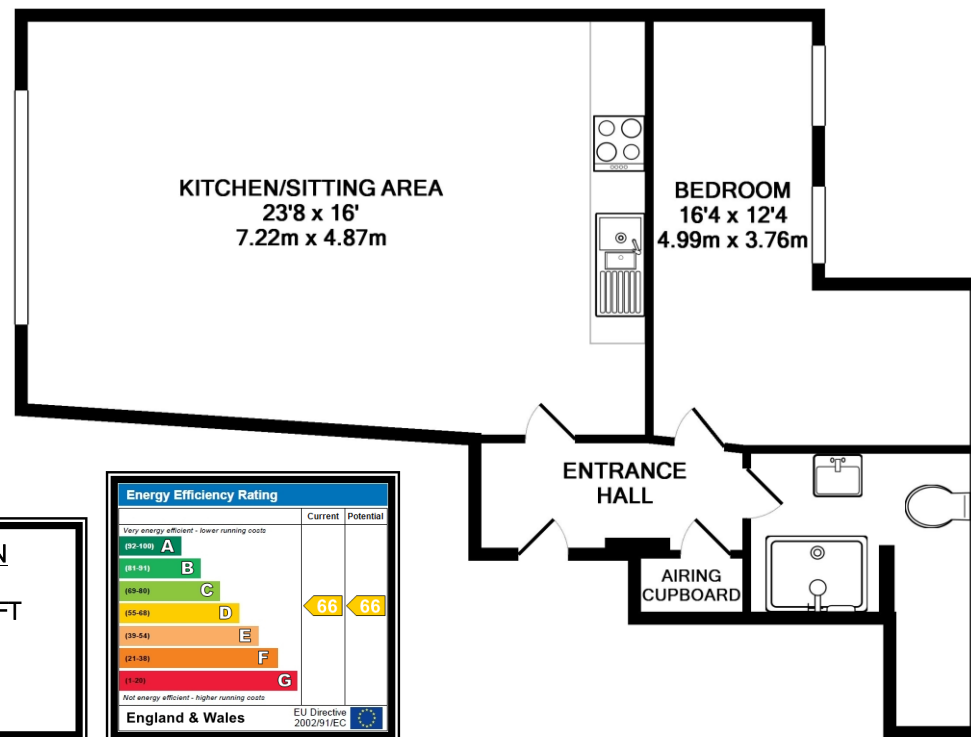 KITCHEN/SITTING AREA
23'8 x 16'
7.22m x 4.87m
BEDROOM
16'4 x 12'4
4.99m x 3.76m
ENTRANCE
HALL
AIRING
CUPBOARD
N
FT
Energy Efficiency Rating
Current Potential
Very energy efficient - lower running costs
(92-100) A
(81-91) B
(69-80) C
(55-68) D
66 66
(39-54) E
(21-38) F
(1-20) G
Not energy efficient - higher running costs
England & Wales
EU Directive
2002/91/EC